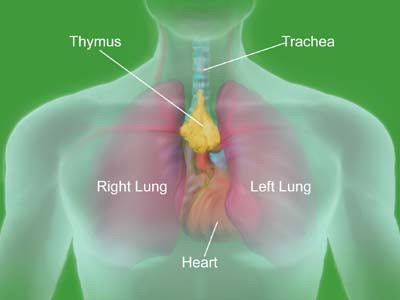 Thymus
Trachea
Right Lung
Left Lung
Heart